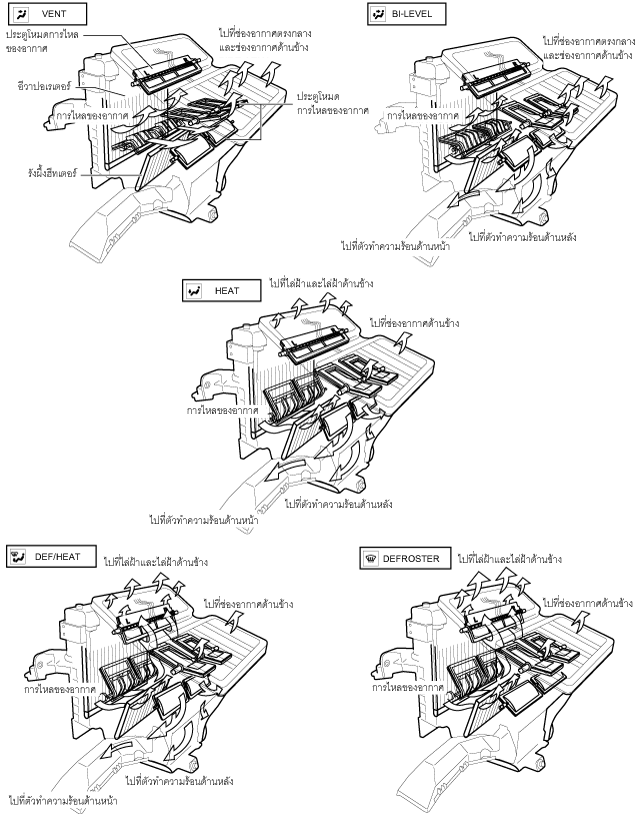 VENT
ประตูโหมดการไหล
ของอากาศ
ไปที่ช่องอากาศตรงกลาง
และช่องอากาศด้านข้าง
อีวาปอเรเตอร์
ประตูโหมด
การไหลของอากาศ
การไหลของอากาศ
รังผึ้งฮีทเตอร์
BI-LEVEL
ไปที่ช่องอากาศตรงกลาง
และช่องอากาศด้านข้าง
การไหลของอากาศ
ไปที่ตัวทำความร้อนด้านหลัง
ไปที่ตัวทำความร้อนด้านหน้า
HEAT
ไปที่ไล่ฝ้าและไล่ฝ้าด้านข้าง
ไปที่ช่องอากาศด้านข้าง
การไหลของอากาศ
ไปที่ตัวทำความร้อนด้านหลัง
ไปที่ตัวทำความร้อนด้านหน้า
DEF/HEAT
ไปที่ไล่ฝ้าและไล่ฝ้าด้านข้าง
ไปที่ช่องอากาศด้านข้าง
การไหลของอากาศ
ไปที่ตัวทำความร้อนด้านหลัง
ไปที่ตัวทำความร้อนด้านหน้า
DEFROSTER
ไปที่ไล่ฝ้าและไล่ฝ้าด้านข้าง
ไปที่ช่องอากาศด้านข้าง
การไหลของอากาศ